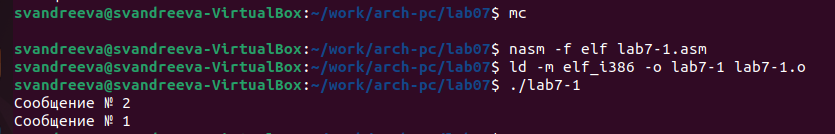 svandreeva@svandreeva-VirtualBox:~/work/arch-pc/lab07$ mc
svandreeva@svandreeva-VirtualBox:~/work/arch-pc/lab07$ nasm -f elf lab7-1.asm
svandreeva@svandreeva-VirtualBox:~/work/arch-pc/lab07$ ld -m elf_i386 -o lab7-1 lab7-1.o
svandreeva@svandreeva-VirtualBox:~/work/arch-pc/lab07$ ./lab7-1
Сообщение № 2
Сообщение № 1